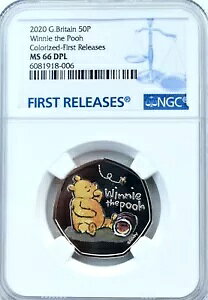 2020 G.Britain 50P
Winnie the Pooh
Colorized-First Releases
MS 66 DPL
6081918-006
FIRST RELEASES®
NGC
Winnie
the pooh